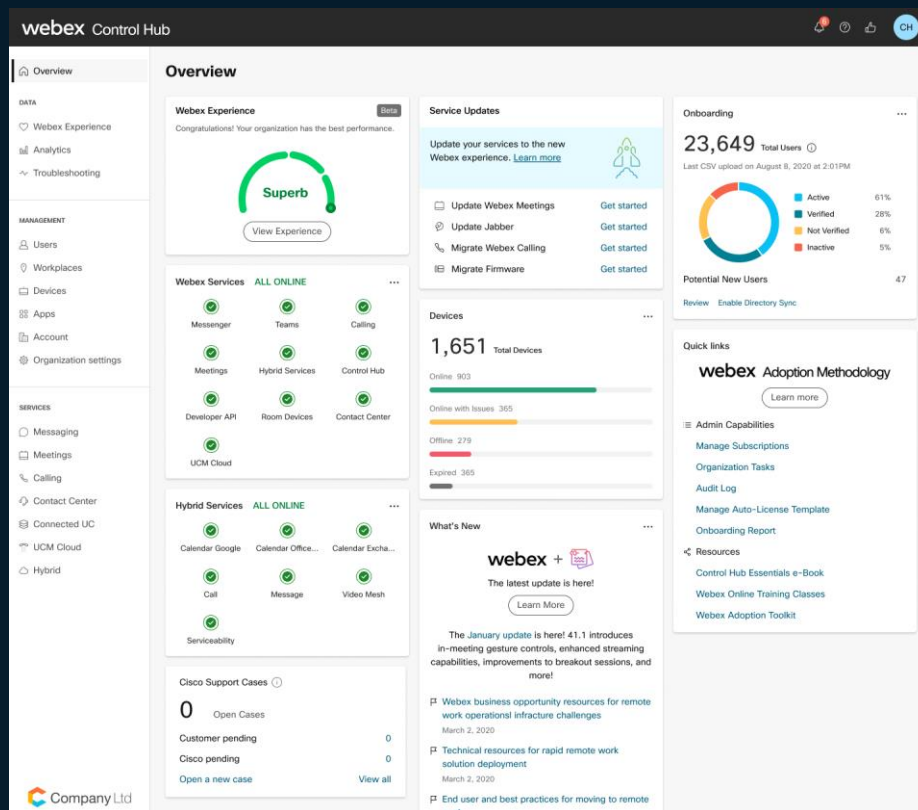 webex Control Hub
6
CH
Overview
DATA
Webex Experience
Analytics
Troubleshooting
MANAGEMENT
Users
Workplaces
Devices
Apps
Account
Organization settings
SERVICES
Messaging
Meetings
Calling
Contact Center
Connected UC
UCM Cloud
Hybrid
Company Ltd
Overview
Webex Experience
Beta
Congratulations! Your organization has the best performance.
Superb
View Experience
Webex Services ALL ONLINE
Messenger Teams Calling
Meetings Hybrid Services Control Hub
Developer API Room Devices Contact Center
UCM Cloud
Hybrid Services ALL ONLINE
Calendar Google Calendar Office... Calendar Excha...
Call Message Video Mesh
Serviceability
Cisco Support Cases
0 Open Cases
Customer pending 0
Cisco pending 0
Open a new case View all
Service Updates
Update your services to the new
Webex experience. Learn more
Update Webex Meetings Get started
Update Jabber Get started
Migrate Webex Calling Get started
Migrate Firmware Get started
Devices
1,651 Total Devices
Online 903
Online with Issues 365
Offline 279
Expired 365
What's New
webex +
The latest update is here!
Learn More
The January update is here! 41.1 introduces
in-meeting gesture controls, enhanced streaming
capabilities, improvements to breakout sessions, and
more!
Webex business opportunity resources for remote
work operationsl infracture challenges
March 2, 2020
Technical resources for rapid remote work
solution deployment
March 2, 2020
End user and best practices for moving to remote
Onboarding
23,649 Total Users
Last CSV upload on August 8, 2020 at 2:01PM
Active 61%
Verified 28%
Not Verified 6%
Inactive 5%
Potential New Users 47
Review Enable Directory Sync
Quick links
webex Adoption Methodology
Learn more
Admin Capabilities
Manage Subscriptions
Organization Tasks
Audit Log
Manage Auto-License Template
Onboarding Report
Resources
Control Hub Essentials e-Book
Webex Online Training Classes
Webex Adoption Toolkit